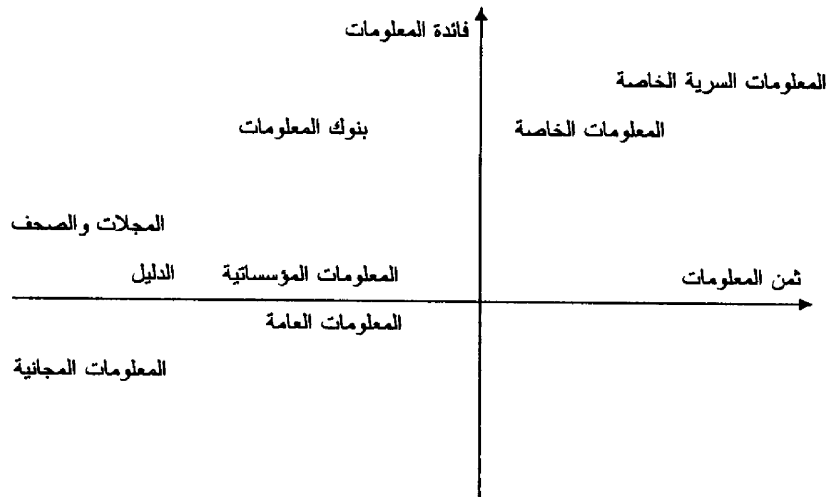 فائدة المعلومات
المعلومات السرية الخاصة
المعلومات الخاصة
بنوك المعلومات
المجلات والصحف
ثمن المعلومات
المعلومات المؤسساتية
الدليل
المعلومات العامة
المعلومات المجانية